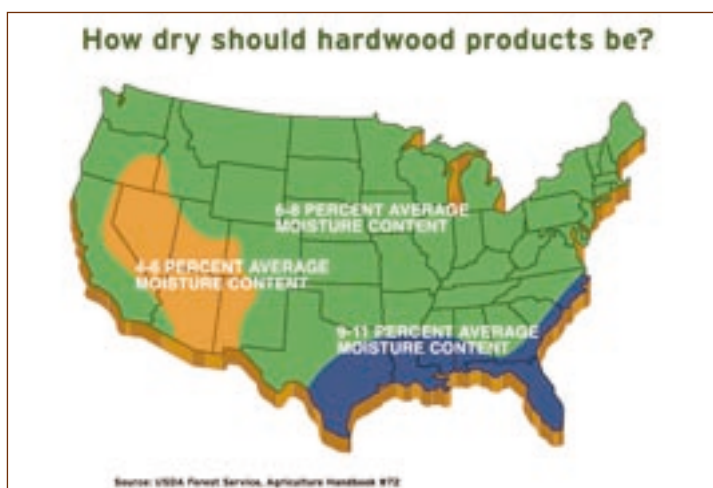 How dry should hardwood products be?
6-8 PERCENT AVERAGE
MOISTURE CONTENT
4-6 PERCENT AVERAGE
MOISTURE CONTENT
9-11 PERCENT AVERAGE
MOISTURE CONTENT
Source: USDA Forest Service, Agriculture Handbook #72